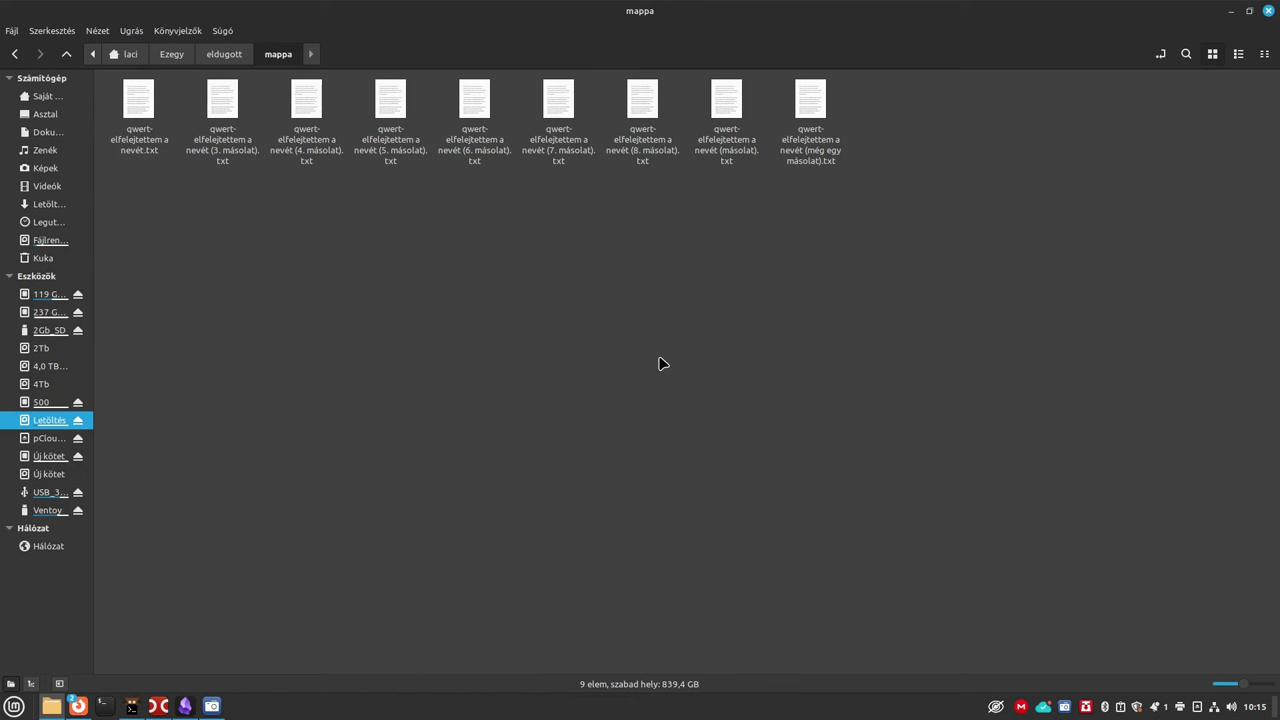 mappa
Fájl Szerkesztés Nézet Ugrás Könyvjelzők Súgó
laci Ezegy eldugott mappa
Számítógép
Saját ...
Asztal
Doku...
Zenék
Képek
Videók
Letölt...
Legut...
Fájlren...
Kuka
Eszközök
119 G...
237 G...
2Gb_SD
2Tb
4,0 TB...
4Tb
500
Letöltés
pClou...
Új kötet
Új kötet
USB_3...
Ventoy
Hálózat
Hálózat
qwert-
elfelejtettem a
nevét.txt
qwert-
elfelejtettem a
nevét (3. másolat).
txt
qwert-
elfelejtettem a
nevét (4. másolat).
txt
qwert-
elfelejtettem a
nevét (5. másolat).
txt
qwert-
elfelejtettem a
nevét (6. másolat).
txt
qwert-
elfelejtettem a
nevét (7. másolat).
txt
qwert-
elfelejtettem a
nevét (8. másolat).
txt
qwert-
elfelejtettem a
nevét (másolat).
txt
qwert-
elfelejtettem a
nevét (még egy
másolat).txt
9 elem, szabad hely: 839,4 GB
2
1
10:15